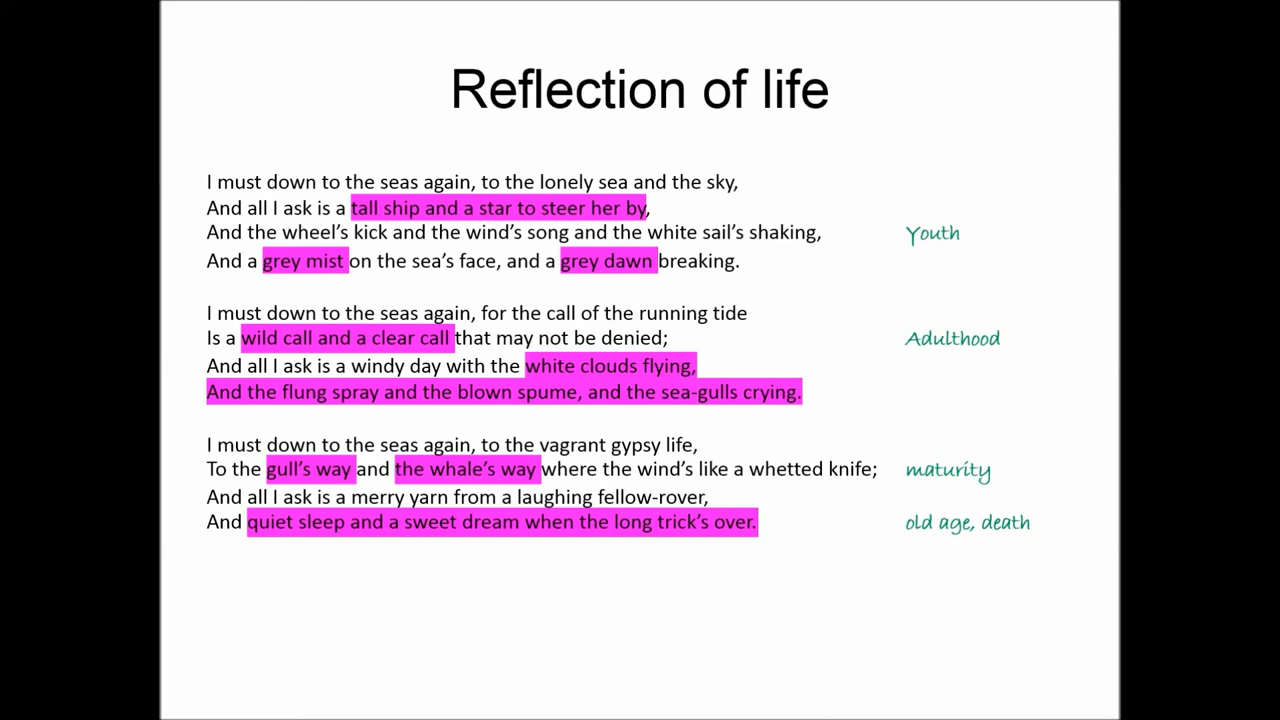 Reflection of life
I must down to the seas again, to the lonely sea and the sky,
And all I ask is a tall ship and a star to steer her by,
And the wheel's kick and the wind's song and the white sail's shaking,
Youth
And a grey mist on the sea's face, and a grey dawn breaking.
I must down to the seas again, for the call of the running tide
Is a wild call and a clear call that may not be denied;
Adulthood
And all I ask is a windy day with the white clouds flying,
And the flung spray and the blown spume, and the sea-gulls crying.
I must down to the seas again, to the vagrant gypsy life,
To the gull's way and the whale's way where the wind's like a whetted knife;
maturity
And all I ask is a merry yarn from a laughing fellow-rover,
And quiet sleep and a sweet dream when the long trick's over.
old age, death